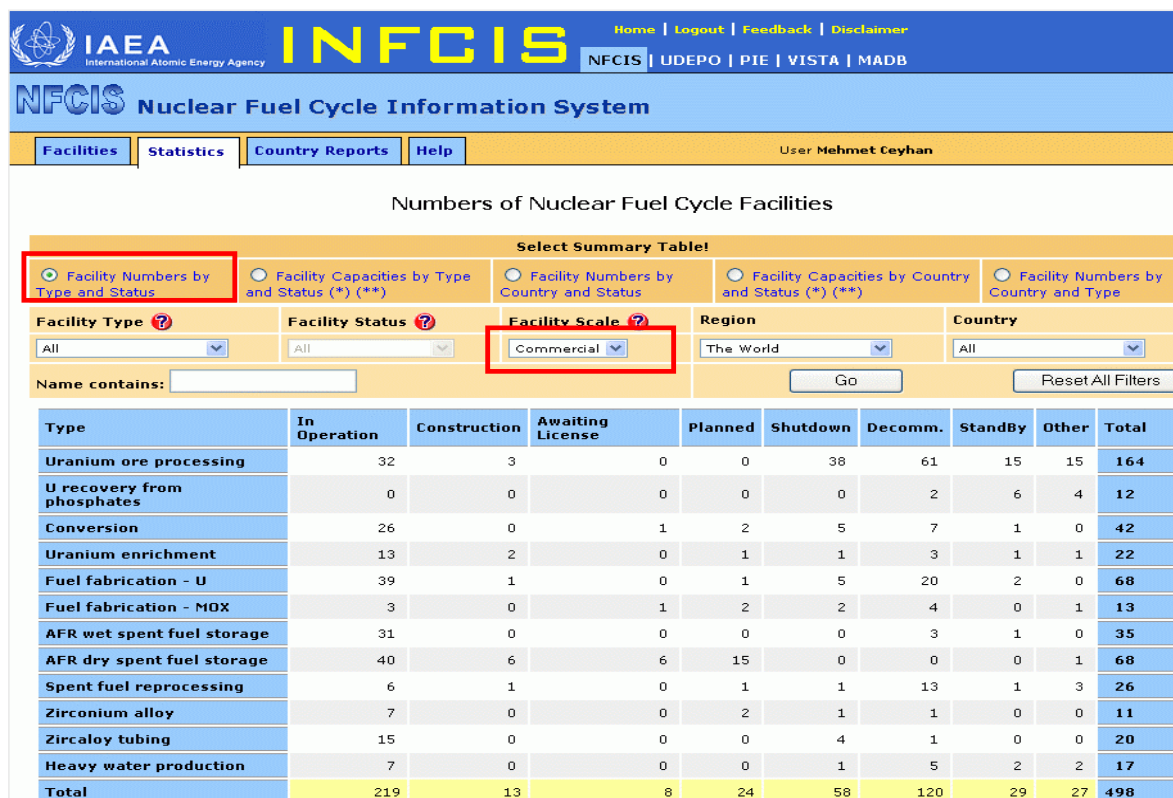 IAEA
International Atomic Energy Agency
INFCIS
Home | Logout | Feedback | Disclaimer
NFCIS | UDEPO | PIE | VISTA | MADB
NFCIS Nuclear Fuel Cycle Information System
Facilities Statistics Country Reports Help User Mehmet Ceyhan
Numbers of Nuclear Fuel Cycle Facilities
Select Summary Table!
Facility Numbers by Type and Status
Facility Capacities by Type and Status (*) (**)
Facility Numbers by Country and Status
Facility Capacities by Country and Status (*) (**)
Facility Numbers by Country and Type
Facility Type ? Facility Status ? Facility Scale ? Region Country
All All Commercial The World All
Name contains: Go Reset All Filters
Type In Operation Construction Awaiting License Planned Shutdown Decomm. StandBy Other Total
Uranium ore processing 32 3 0 0 38 61 15 15 164
U recovery from phosphates 0 0 0 0 0 2 6 4 12
Conversion 26 0 1 2 5 7 1 0 42
Uranium enrichment 13 2 0 1 1 3 1 1 22
Fuel fabrication - U 39 1 0 1 5 20 2 0 68
Fuel fabrication - MOX 3 0 1 2 2 4 0 1 13
AFR wet spent fuel storage 31 0 0 0 0 3 1 0 35
AFR dry spent fuel storage 40 6 6 15 0 0 0 1 68
Spent fuel reprocessing 6 1 0 1 1 13 1 3 26
Zirconium alloy 7 0 0 2 1 1 0 0 11
Zircaloy tubing 15 0 0 0 4 1 0 0 20
Heavy water production 7 0 0 0 1 5 2 2 17
Total 219 13 8 24 58 120 29 27 498